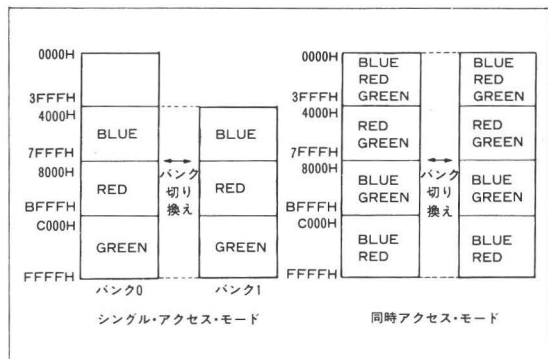 0000H
3FFFH
4000H
7FFFH
8000H
BFFFH
C000H
FFFFH
BLUE
RED
GREEN
バンク0
BLUE
RED
GREEN
バンク1
バンク
切り
換え
シングル・アクセス・モード
0000H
3FFFH
4000H
7FFFH
8000H
BFFFH
C000H
FFFFH
BLUE
RED
GREEN
RED
GREEN
BLUE
GREEN
BLUE
RED
バンク
切り
換え
BLUE
RED
GREEN
RED
GREEN
BLUE
GREEN
BLUE
RED
同時アクセス・モード